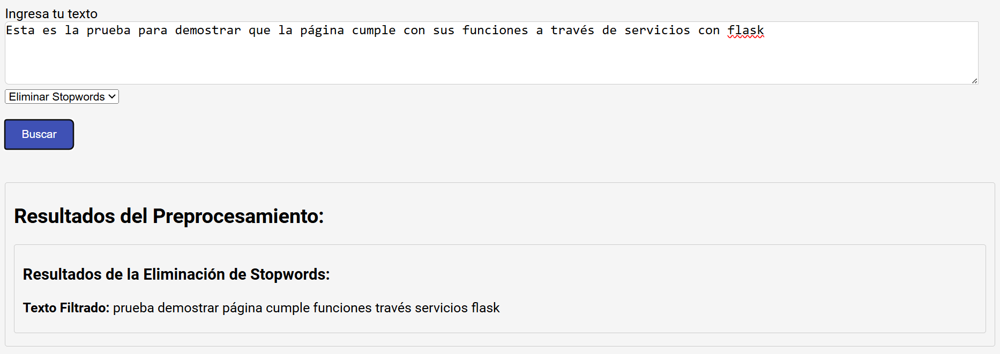 Ingresa tu texto
Esta es la prueba para demostrar que la página cumple con sus funciones a través de servicios con flask
Eliminar Stopwords
Buscar
Resultados del Preprocesamiento:
Resultados de la Eliminación de Stopwords:
Texto Filtrado: prueba demostrar página cumple funciones través servicios flask